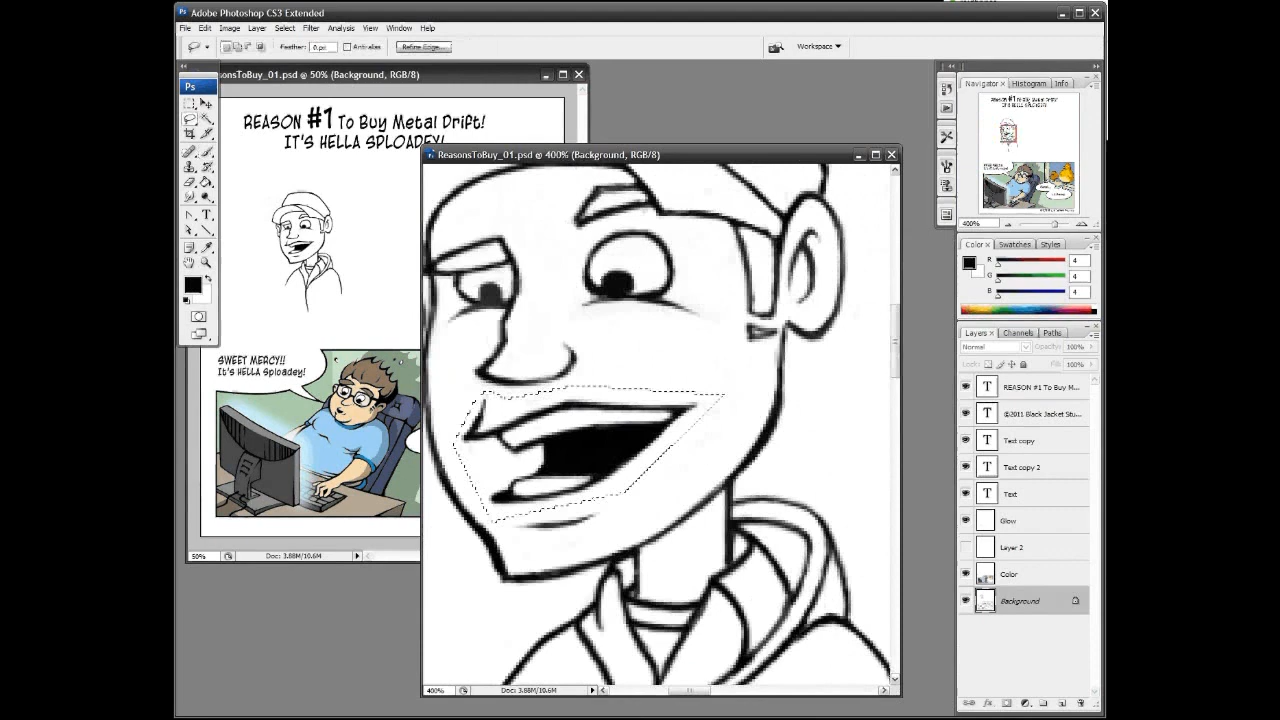 Adobe Photoshop CS3 Extended
File Edit Image Layer Select Filter Analysis View Window Help
Feather: 0 px Anti-alias Refine Edge... Workspace
sonsToBuy_01.psd @ 50% (Background, RGB/8)
Ps
REASON #1 To Buy Metal Drift!
IT'S HELLA SPLOADEY!
SWEET MERCY!!
It's HELLA Sploadey!
50% Doc: 3.88M/10.6M
ReasonsToBuy_01.psd @ 400% (Background, RGB/8)
400% Doc: 3.88M/10.6M
Navigator Histogram Info
400%
Color Swatches Styles
R 4
G 4
B 4
Layers Channels Paths
Normal Opacity: 100%
Lock: Fill: 100%
REASON #1 To Buy M...
©2011 Black Jacket Stu...
Text copy
Text copy 2
Text
Glow
Layer 2
Color
Background